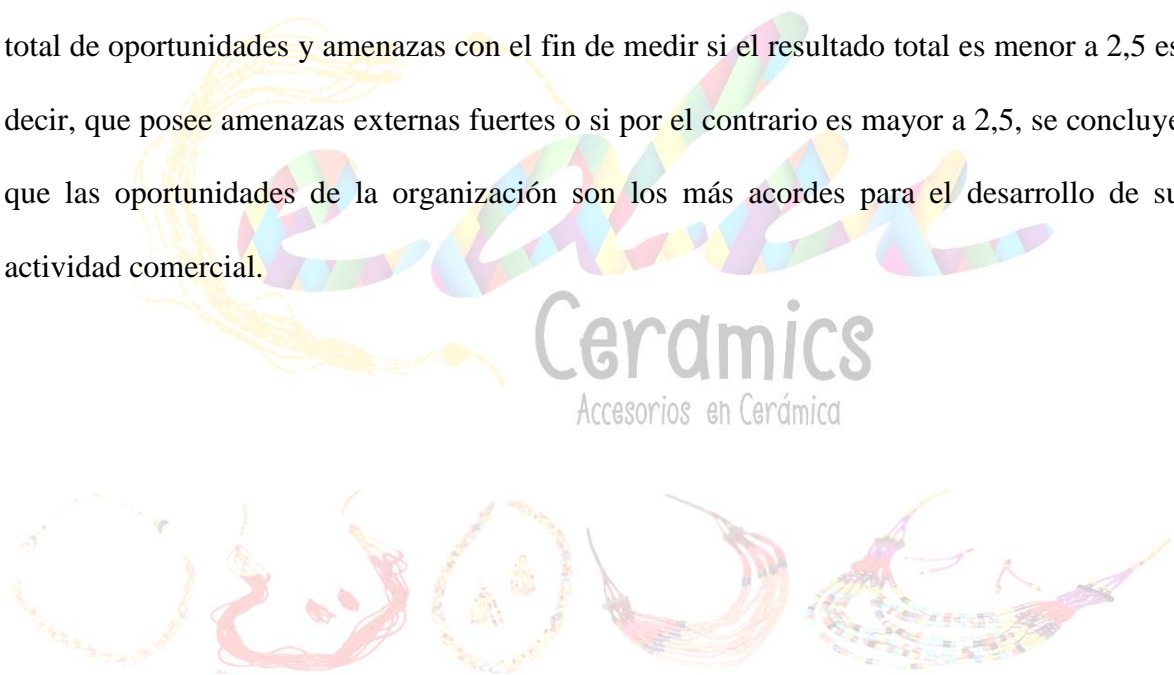 total de oportunidades y amenazas con el fin de medir si el resultado total es menor a 2,5 es
decir, que posee amenazas externas fuertes o si por el contrario es mayor a 2,5, se concluye
que las oportunidades de la organización son los más acordes para el desarrollo de su
actividad comercial.
Ceramics
Accesorios en Cerámica